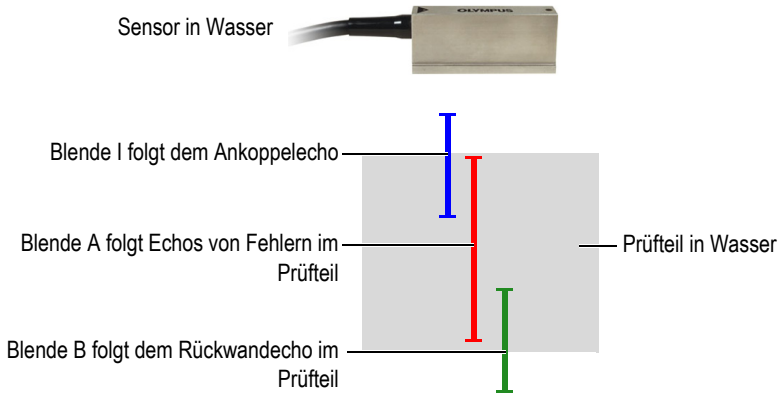 OLYMPUS
Sensor in Wasser
Blende I folgt dem Ankoppelecho
Blende A folgt Echos von Fehlern im
Prüfteil
Prüfteil in Wasser
Blende B folgt dem Rückwandecho im
Prüfteil